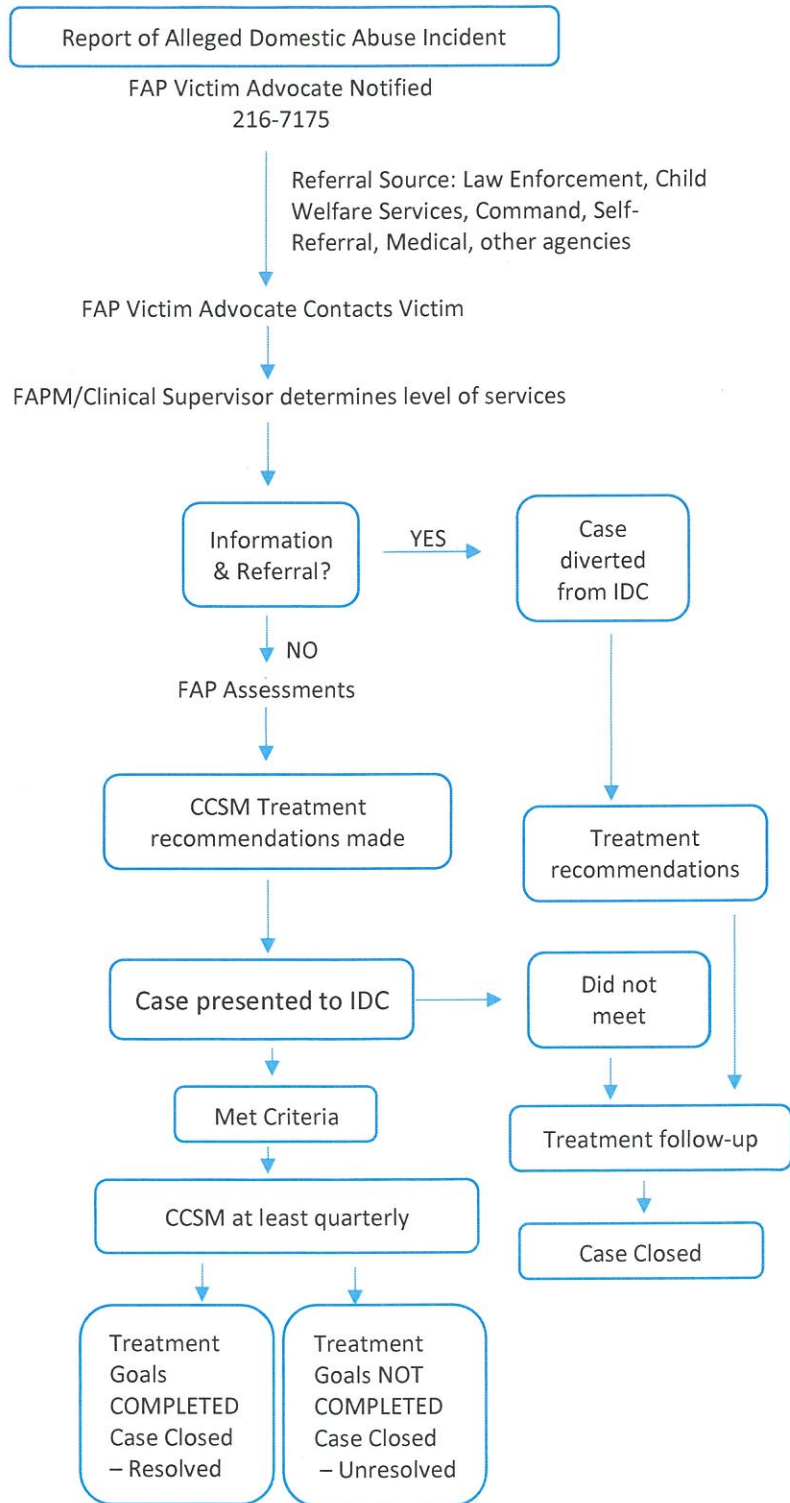 Report of Alleged Domestic Abuse Incident
FAP Victim Advocate Notified
216-7175
Referral Source: Law Enforcement, Child
Welfare Services, Command, Self-
Referral, Medical, other agencies
FAP Victim Advocate Contacts Victim
FAPM/Clinical Supervisor determines level of services
Information
& Referral?
YES
Case
diverted
from IDC
NO
FAP Assessments
CCSM Treatment
recommendations made
Treatment
recommendations
Case presented to IDC
Did not
meet
Met Criteria
Treatment follow-up
CCSM at least quarterly
Case Closed
Treatment
Goals
COMPLETED
Case Closed
– Resolved
Treatment
Goals NOT
COMPLETED
Case Closed
– Unresolved